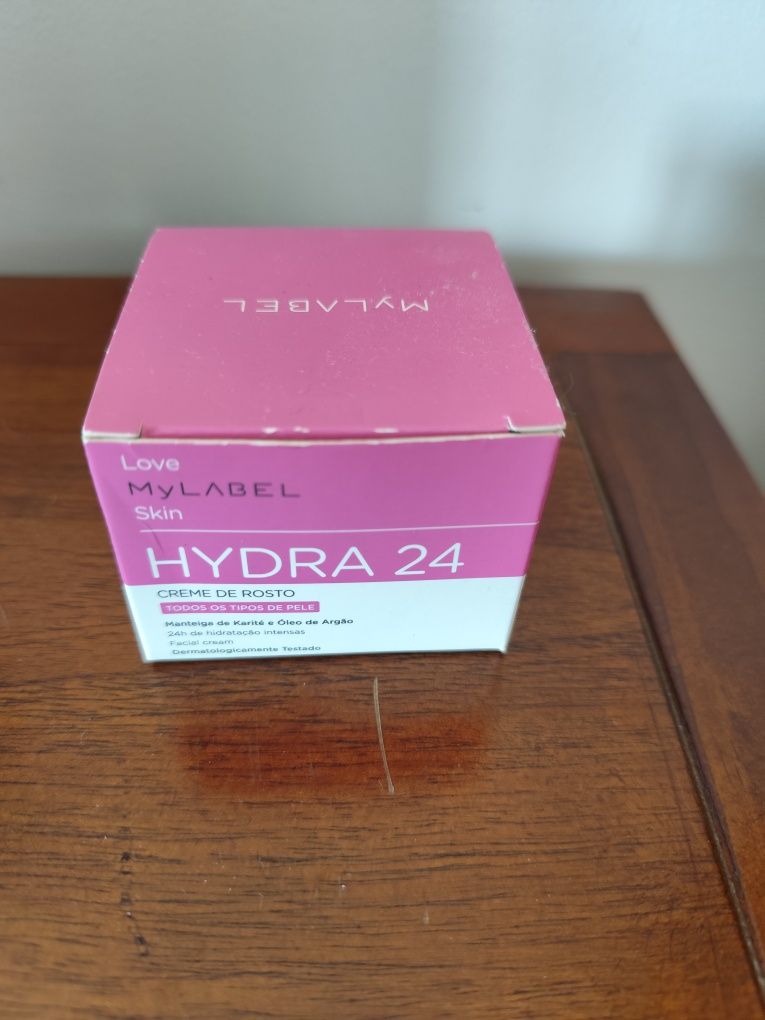 MyLABEL
Love
MyLABEL
Skin
HYDRA 24
CREME DE ROSTO
TODOS OS TIPOS DE PELE
Manteiga de Karité e Óleo de Argão
24h de hidratação intensas
Facial cream
Dermatologicamente Testado